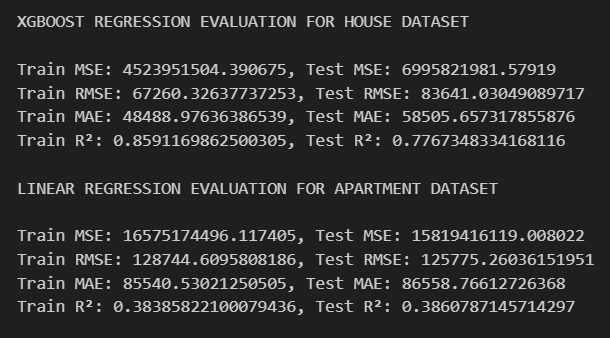 XGBOOST REGRESSION EVALUATION FOR HOUSE DATASET
Train MSE: 4523951504.390675, Test MSE: 6995821981.57919
Train RMSE: 67260.32637737253, Test RMSE: 83641.03049089717
Train MAE: 48488.97636386539, Test MAE: 58505.657317855876
Train R²: 0.8591169862500305, Test R²: 0.7767348334168116
LINEAR REGRESSION EVALUATION FOR APARTMENT DATASET
Train MSE: 16575174496.117405, Test MSE: 15819416119.008022
Train RMSE: 128744.6095808186, Test RMSE: 125775.26036151951
Train MAE: 85540.53021250505, Test MAE: 86558.76612726368
Train R²: 0.38385822100079436, Test R²: 0.3860787145714297